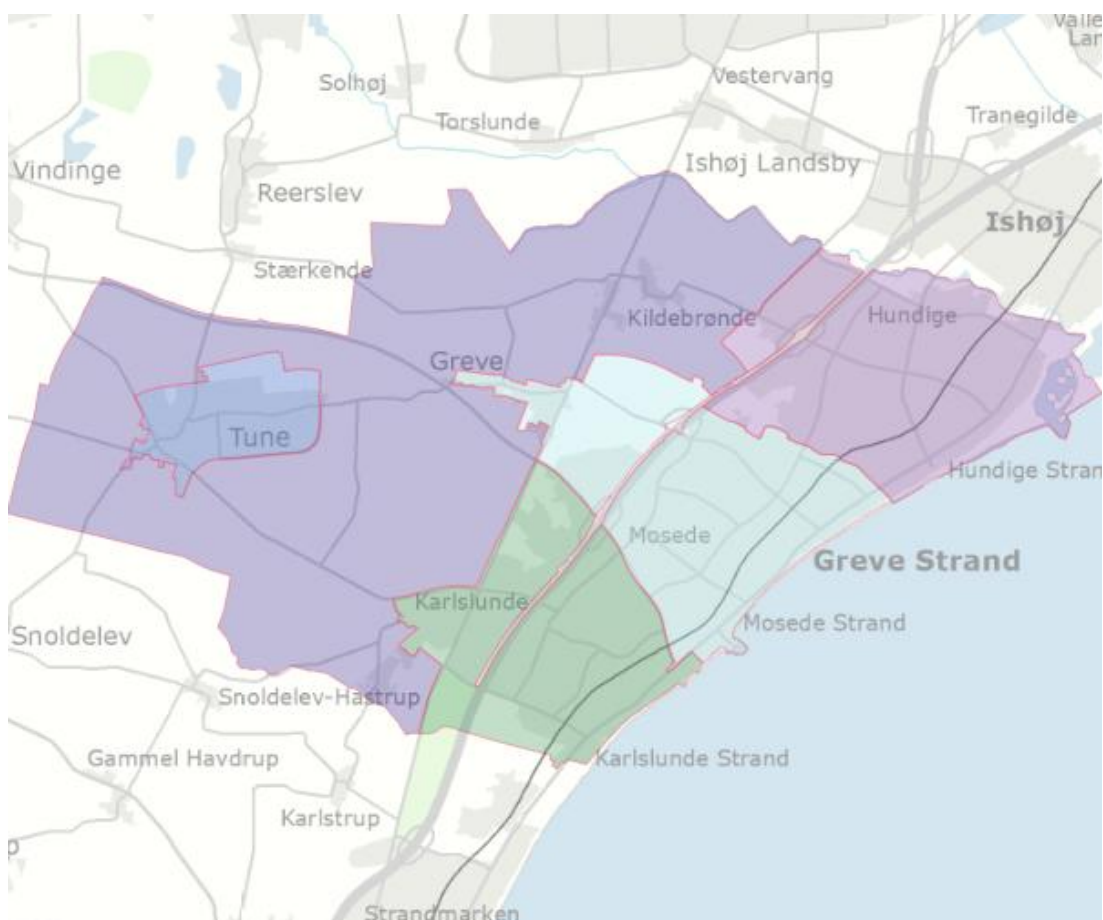 Valle
Lan
Solhøj
Vestervang
Torslunde
Tranegilde
Vindinge
Ishøj Landsby
Reerslev
Ishøj
Stærkende
Kildebrønde
Hundige
Greve
Tune
Hundige Stran
Mosede
Greve Strand
Karlslunde
Mosede Strand
Snoldelev
Snoldelev-Hastrup
Gammel Havdrup
Karlslunde Strand
Karlstrup
p
Strandmarken